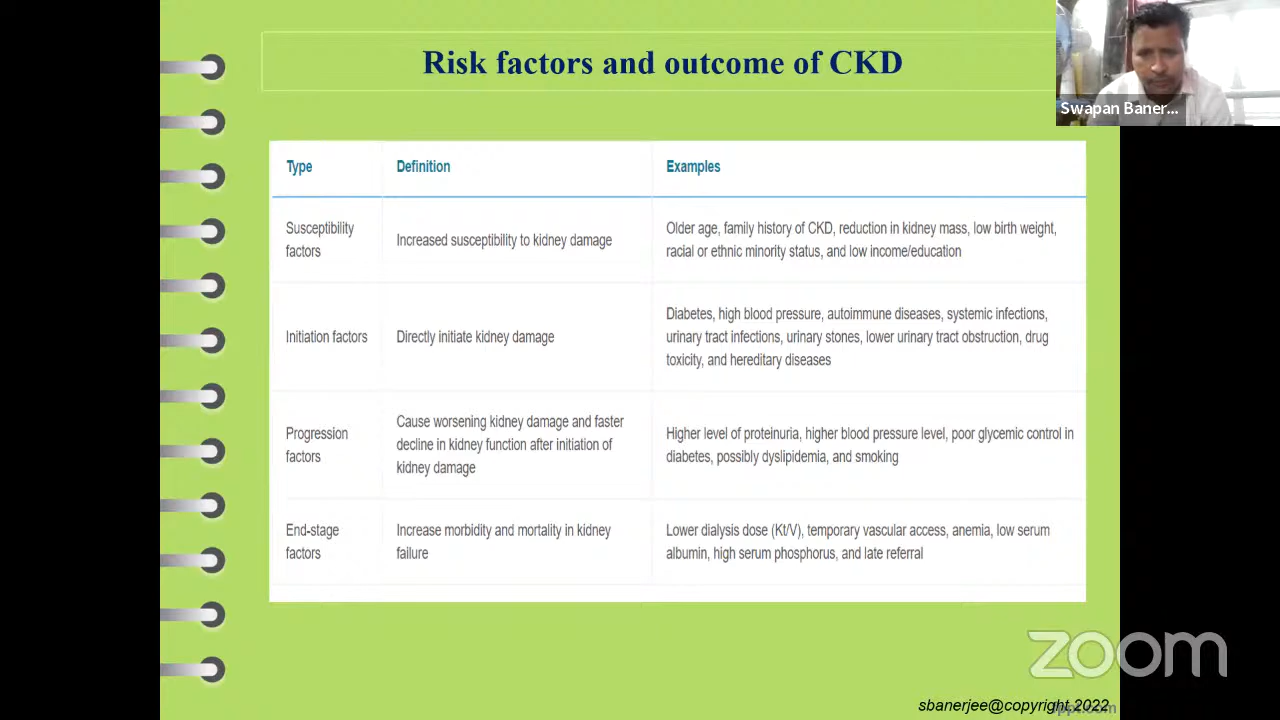 Risk factors and outcome of CKD
Swapan Baner...
Type Definition Examples
Susceptibility
factors
Increased susceptibility to kidney damage
Older age, family history of CKD, reduction in kidney mass, low birth weight,
racial or ethnic minority status, and low income/education
Initiation factors
Directly initiate kidney damage
Diabetes, high blood pressure, autoimmune diseases, systemic infections,
urinary tract infections, urinary stones, lower urinary tract obstruction, drug
toxicity, and hereditary diseases
Progression
factors
Cause worsening kidney damage and faster
decline in kidney function after initiation of
kidney damage
Higher level of proteinuria, higher blood pressure level, poor glycemic control in
diabetes, possibly dyslipidemia, and smoking
End-stage
factors
Increase morbidity and mortality in kidney
failure
Lower dialysis dose (Kt/V), temporary vascular access, anemia, low serum
albumin, high serum phosphorus, and late referral
zoom
sbanerjee@copyright 2022